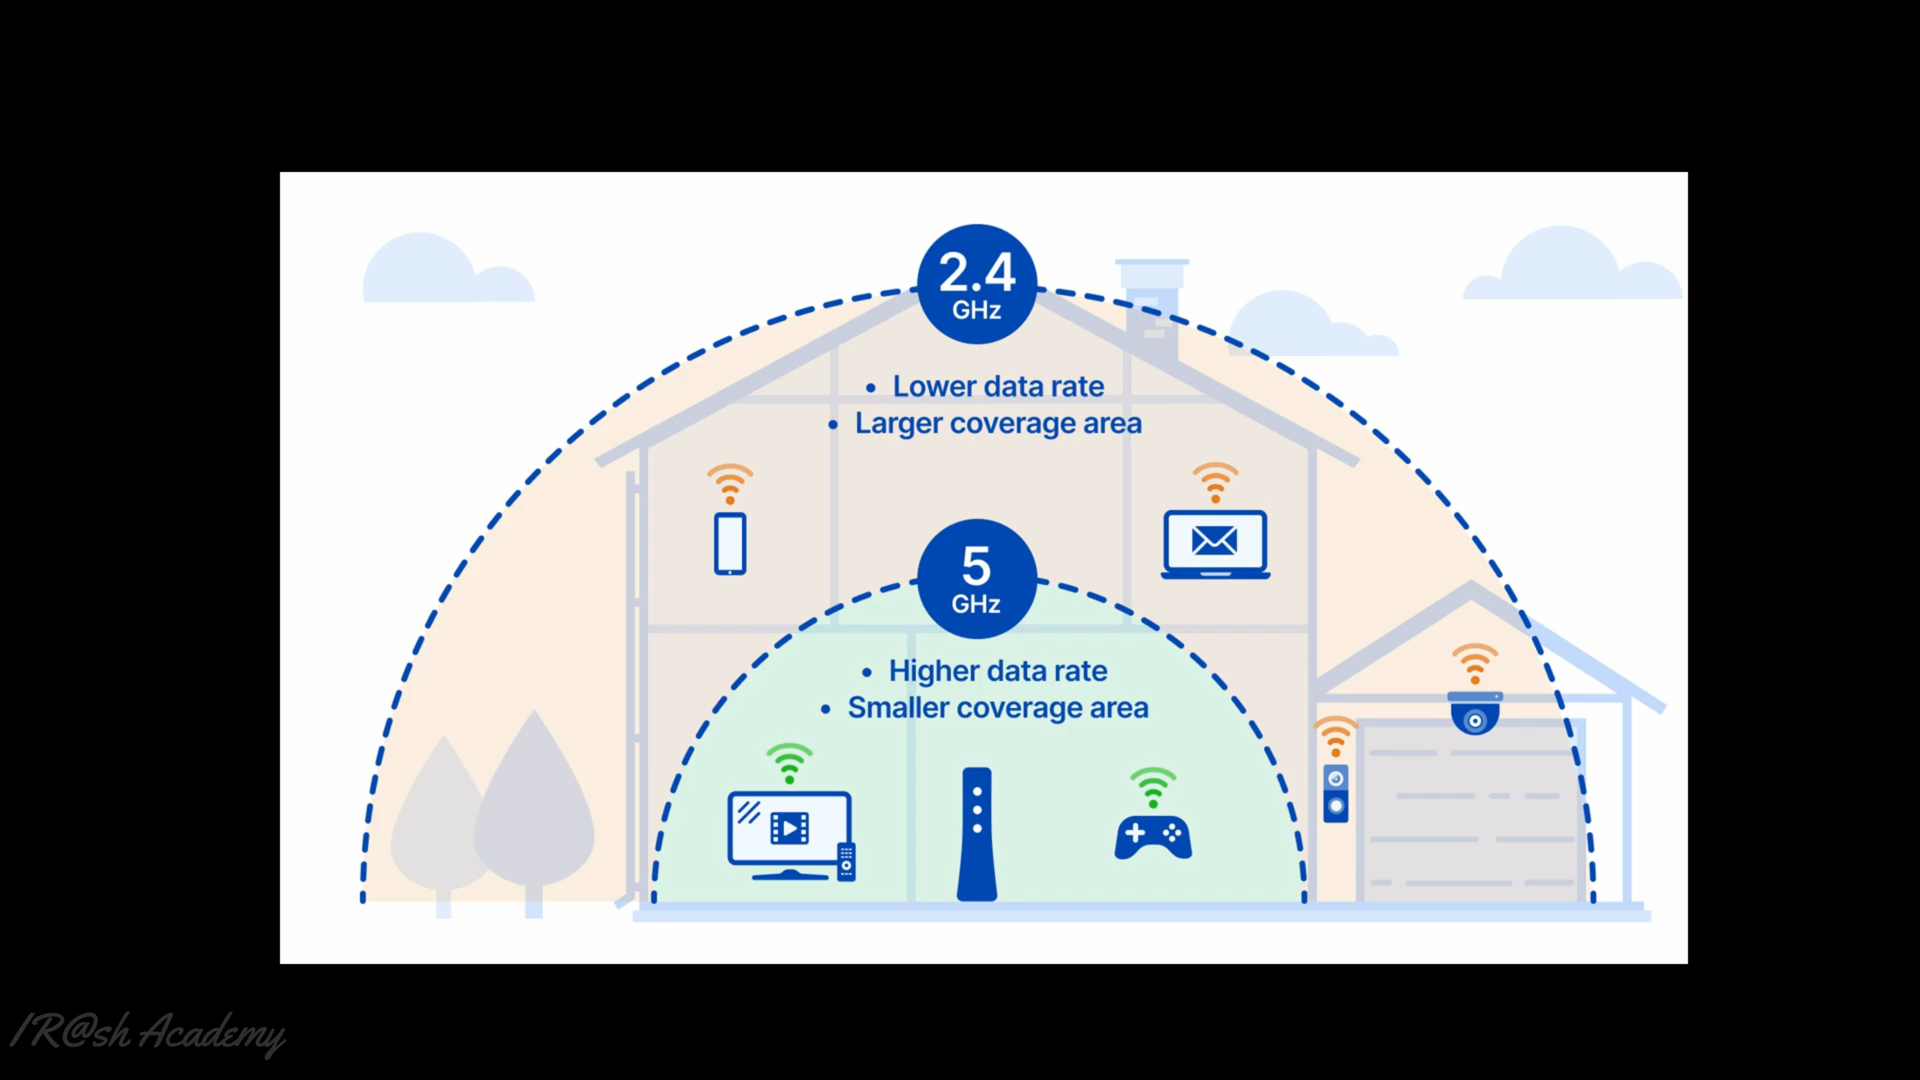 2.4
GHz
• Lower data rate
• Larger coverage area
5
GHz
• Higher data rate
• Smaller coverage area
/R@sh Academy